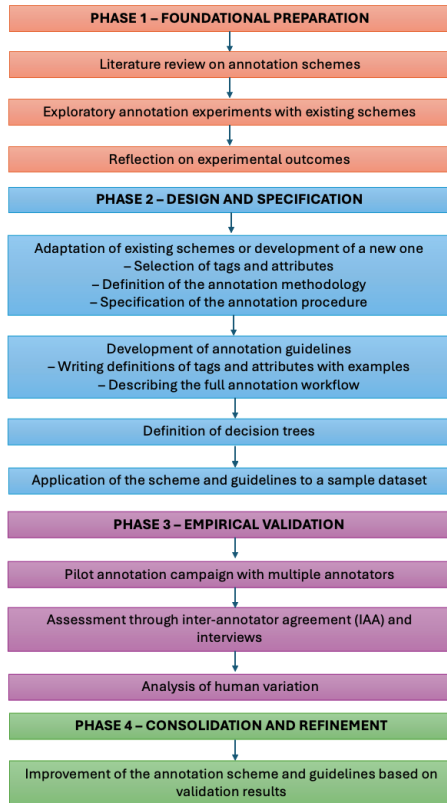 PHASE 1 – FOUNDATIONAL PREPARATION
Literature review on annotation schemes
Exploratory annotation experiments with existing schemes
Reflection on experimental outcomes
PHASE 2 – DESIGN AND SPECIFICATION
Adaptation of existing schemes or development of a new one
– Selection of tags and attributes
– Definition of the annotation methodology
– Specification of the annotation procedure
Development of annotation guidelines
– Writing definitions of tags and attributes with examples
– Describing the full annotation workflow
Definition of decision trees
Application of the scheme and guidelines to a sample dataset
PHASE 3 – EMPIRICAL VALIDATION
Pilot annotation campaign with multiple annotators
Assessment through inter-annotator agreement (IAA) and
interviews
Analysis of human variation
PHASE 4 – CONSOLIDATION AND REFINEMENT
Improvement of the annotation scheme and guidelines based on
validation results